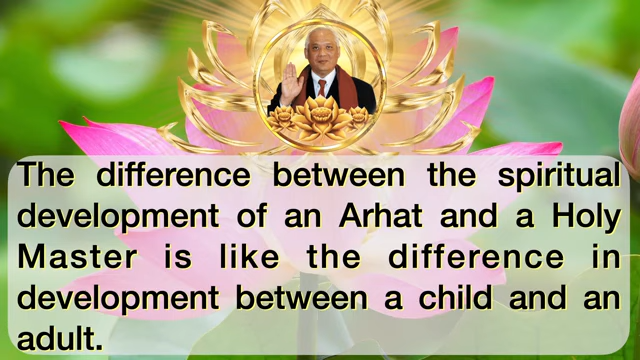 The difference between the spiritual
development of an Arhat and a Holy
Master is like the difference in
development between a child and an
adult.